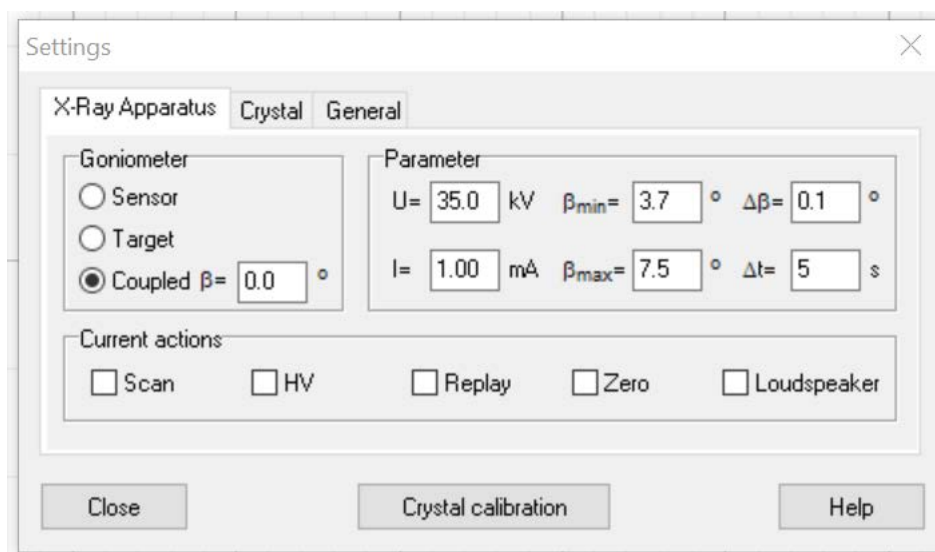 Settings
X-Ray Apparatus Crystal General
Goniometer
Sensor
Target
Coupled β= 0.0 °
Parameter
U= 35.0 kV βmin= 3.7 ° Δβ= 0.1 °
I= 1.00 mA βmax= 7.5 ° Δt= 5 s
Current actions
Scan HV Replay Zero Loudspeaker
Close Crystal calibration Help